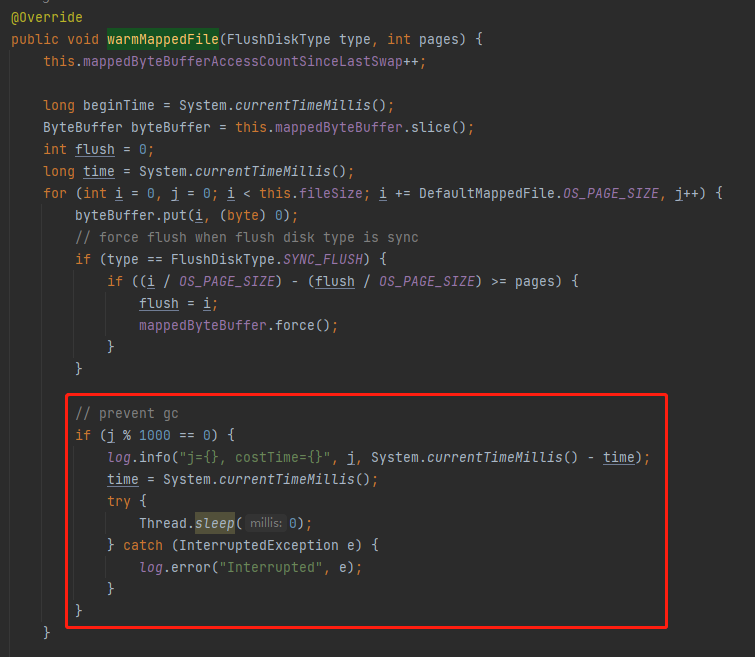 @Override
public void warmMappedFile(FlushDiskType type, int pages) {
this.mappedByteBufferAccessCountSinceLastSwap++;
long beginTime = System.currentTimeMillis();
ByteBuffer byteBuffer = this.mappedByteBuffer.slice();
int flush = 0;
long time = System.currentTimeMillis();
for (int i = 0, j = 0; i < this.fileSize; i += DefaultMappedFile.OS_PAGE_SIZE, j++) {
byteBuffer.put(i, (byte) 0);
// force flush when flush disk type is sync
if (type == FlushDiskType.SYNC_FLUSH) {
if ((i / OS_PAGE_SIZE) - (flush / OS_PAGE_SIZE) >= pages) {
flush = i;
mappedByteBuffer.force();
}
}
// prevent gc
if (j % 1000 == 0) {
log.info("j={}, costTime={}", j, System.currentTimeMillis() - time);
time = System.currentTimeMillis();
try {
Thread.sleep( millis: 0);
} catch (InterruptedException e) {
log.error("Interrupted", e);
}
}
}